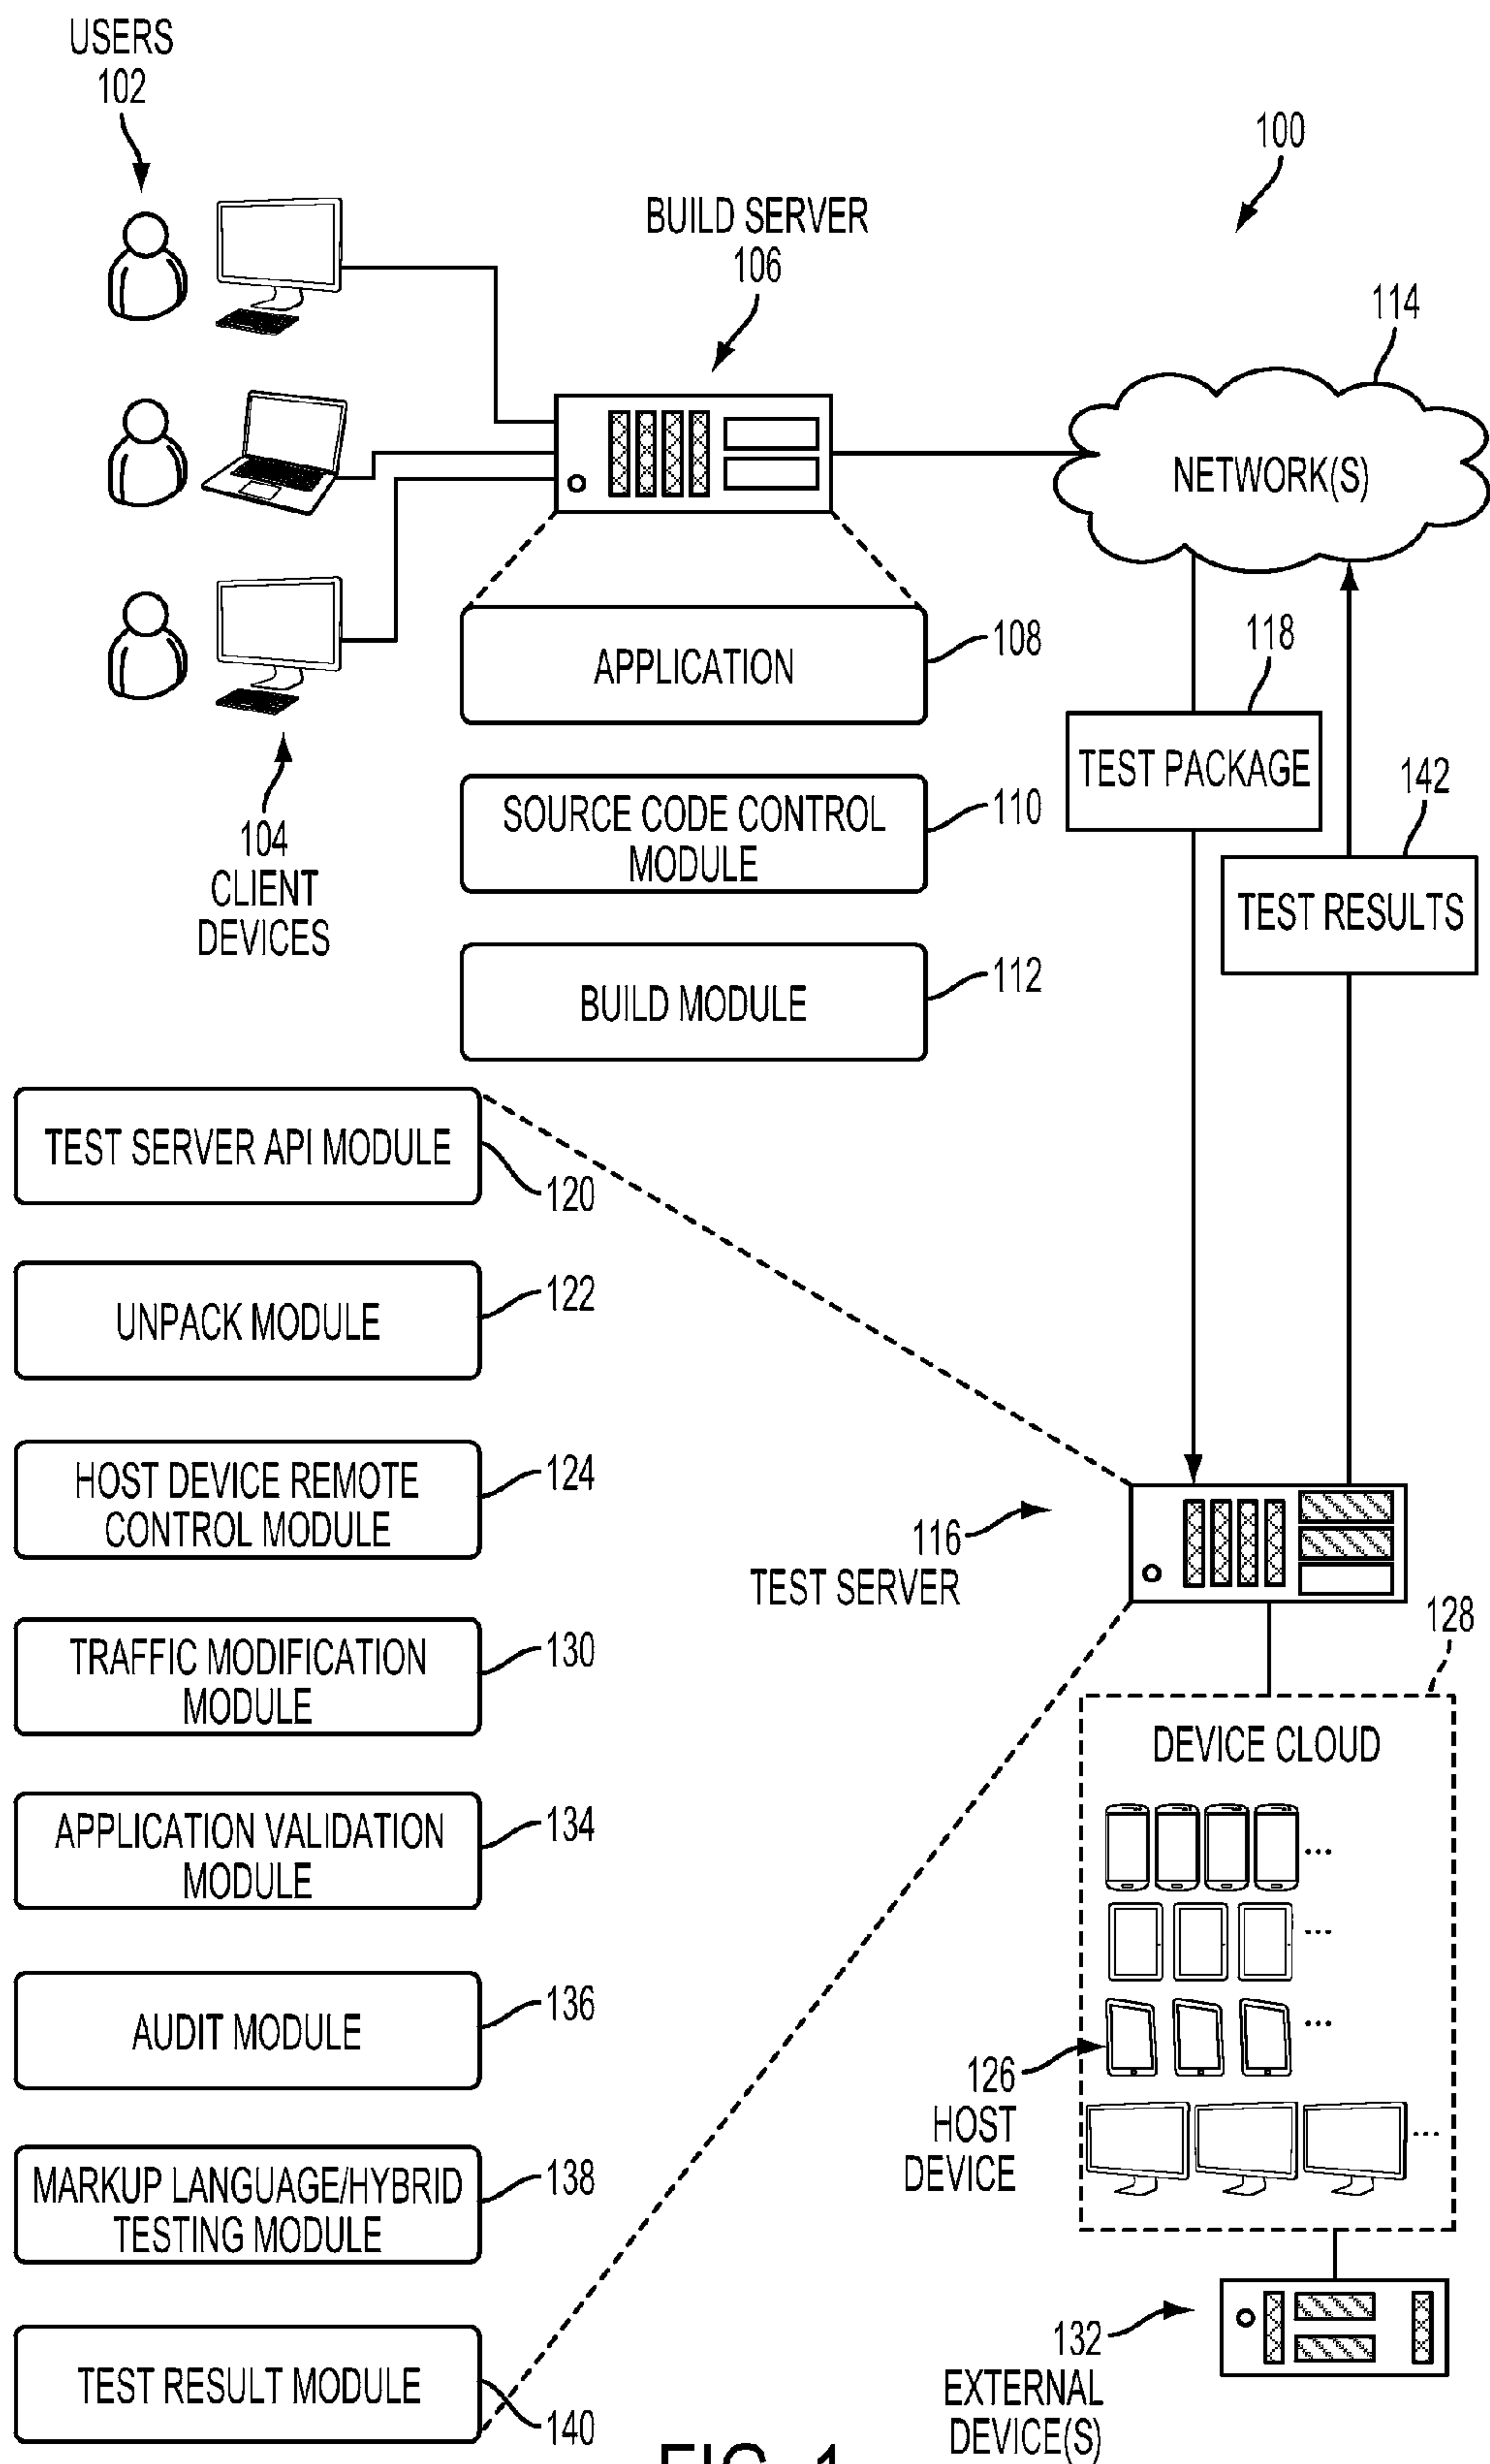 USERS
102
100
BUILD SERVER
106
114
NETWORK(S)
APPLICATION
108
118
TEST PACKAGE
SOURCE CODE CONTROL
MODULE
110
142
TEST RESULTS
104
CLIENT
DEVICES
BUILD MODULE
112
TEST SERVER API MODULE
120
UNPACK MODULE
122
HOST DEVICE REMOTE
CONTROL MODULE
124
116
TEST SERVER
TRAFFIC MODIFICATION
MODULE
130
128
DEVICE CLOUD
APPLICATION VALIDATION
MODULE
134
...
...
AUDIT MODULE
136
...
126
HOST
DEVICE
...
MARKUP LANGUAGE/HYBRID
TESTING MODULE
138
TEST RESULT MODULE
140
132
EXTERNAL
DEVICE(S)
FIG. 1